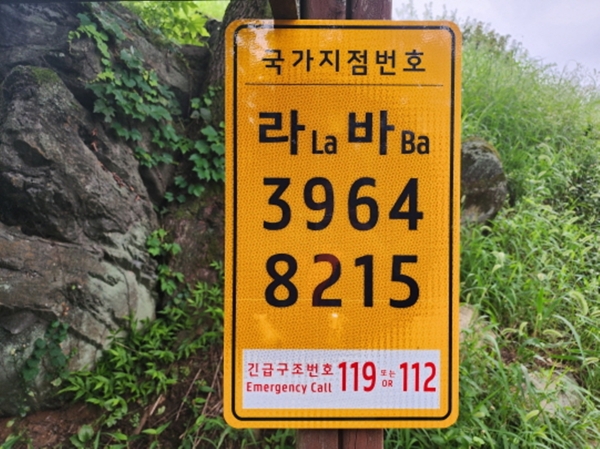 국가지점번호
라 La 바 Ba
3964
8215
긴급구조번호 119 또는 112
Emergency Call OR